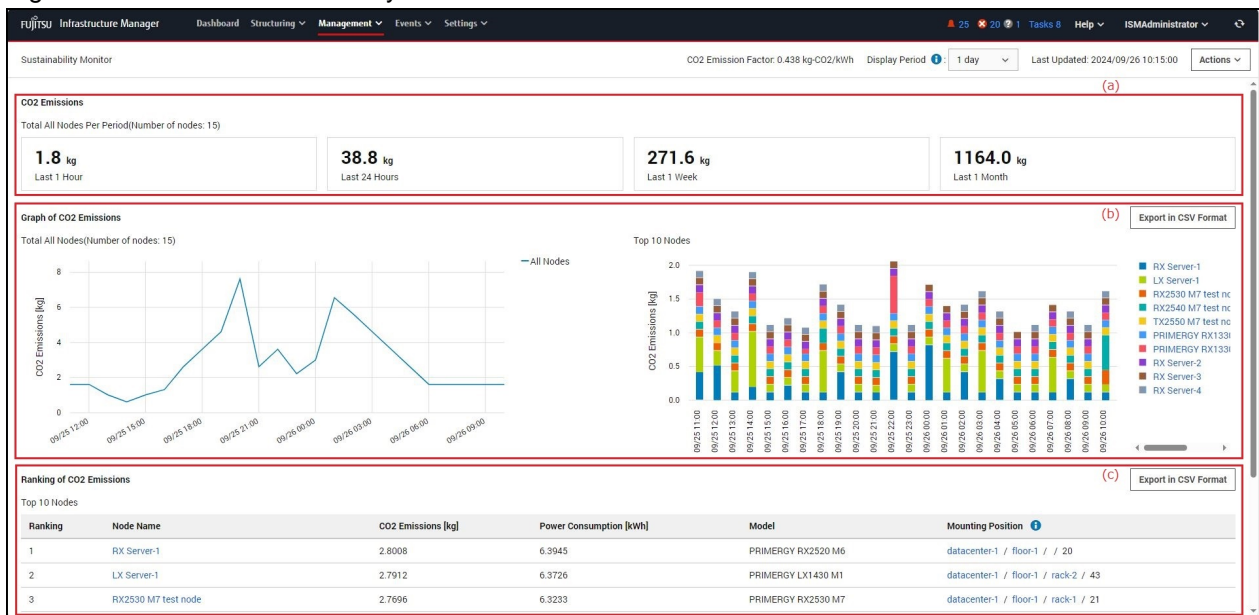 FUJITSU Infrastructure Manager Dashboard Structuring Management Events Settings 25 20 1 Tasks 8 Help ISMAdministrator
Sustainability Monitor CO2 Emission Factor: 0.438 kg-CO2/kWh Display Period : 1 day Last Updated: 2024/09/26 10:15:00 Actions
(a)
CO2 Emissions
Total All Nodes Per Period(Number of nodes: 15)
1.8 kg 38.8 kg 271.6 kg 1164.0 kg
Last 1 Hour Last 24 Hours Last 1 Week Last 1 Month
Graph of CO2 Emissions (b) Export in CSV Format
Total All Nodes(Number of nodes: 15) Top 10 Nodes
All Nodes
CO2 Emissions [kg]
8
6
4
2
0
09/25 12:00 09/25 15:00 09/25 18:00 09/25 21:00 09/26 00:00 09/26 03:00 09/26 06:00 09/26 09:00
CO2 Emissions [kg]
2.0
1.5
1.0
0.5
0.0
09/25 11:00 09/25 12:00 09/25 13:00 09/25 14:00 09/25 15:00 09/25 16:00 09/25 17:00 09/25 18:00 09/25 19:00 09/25 20:00 09/25 21:00 09/25 22:00 09/25 23:00 09/26 00:00 09/26 01:00 09/26 02:00 09/26 03:00 09/26 04:00 09/26 05:00 09/26 06:00 09/26 07:00 09/26 08:00 09/26 09:00 09/26 10:00
RX Server-1
LX Server-1
RX2530 M7 test
RX2540 M7 test
TX2550 M7 test
PRIMERGY
PRIMERGY
RX Server-2
RX Server-3
RX Server-4
Ranking of CO2 Emissions (c) Export in CSV Format
Top 10 Nodes
Ranking Node Name CO2 Emissions [kg] Power Consumption [kWh] Model Mounting Position
1 RX Server-1 2.8008 6.3945 PRIMERGY RX2520 M6 datacenter-1 / floor-1 / / 20
2 LX Server-1 2.7912 6.3726 PRIMERGY LX1430 M1 datacenter-1 / floor-1 / rack-2 / 43
3 RX2530 M7 test node 2.7696 6.3233 PRIMERGY RX2530 M7 datacenter-1 / floor-1 / rack-1 / 21